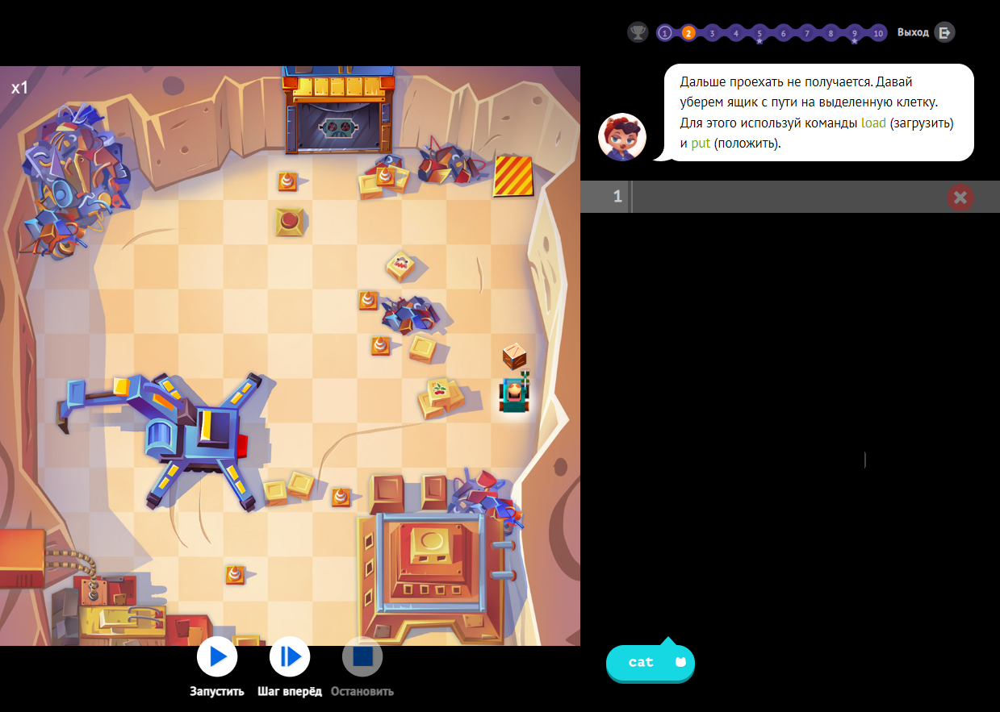 1 2 3 4 5 6 7 8 9 10 Выход
x1
Дальше проехать не получается. Давай
уберем ящик с пути на выделенную клетку.
Для этого используй команды load (загрузить)
и put (положить).
1
cat
Запустить Шаг вперёд Остановить